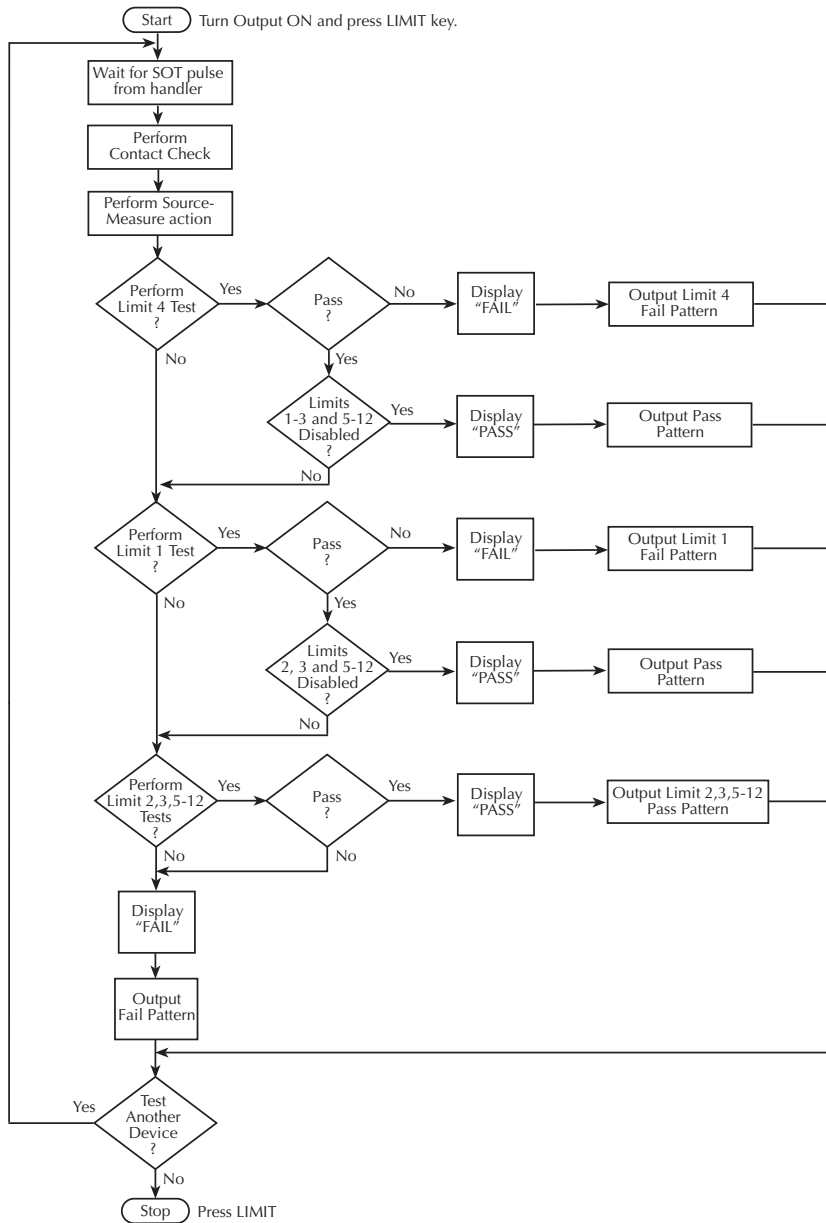 Start
Turn Output ON and press LIMIT key.
Wait for SOT pulse
from handler
Perform
Contact Check
Perform Source-
Measure action
Perform
Limit 4 Test
?
Yes
No
Pass
?
No
Yes
Display
“FAIL”
Output Limit 4
Fail Pattern
Limits
1-3 and 5-12
Disabled
?
Yes
No
Display
“PASS”
Output Pass
Pattern
Perform
Limit 1 Test
?
Yes
No
Pass
?
No
Yes
Display
“FAIL”
Output Limit 1
Fail Pattern
Limits
2, 3 and 5-12
Disabled
?
Yes
No
Display
“PASS”
Output Pass
Pattern
Perform
Limit 2,3,5-12
Tests
?
Yes
No
Pass
?
Yes
No
Display
“PASS”
Output Limit 2,3,5-12
Pass Pattern
Display
“FAIL”
Output
Fail Pattern
Test
Another
Device
?
Yes
No
Stop
Press LIMIT